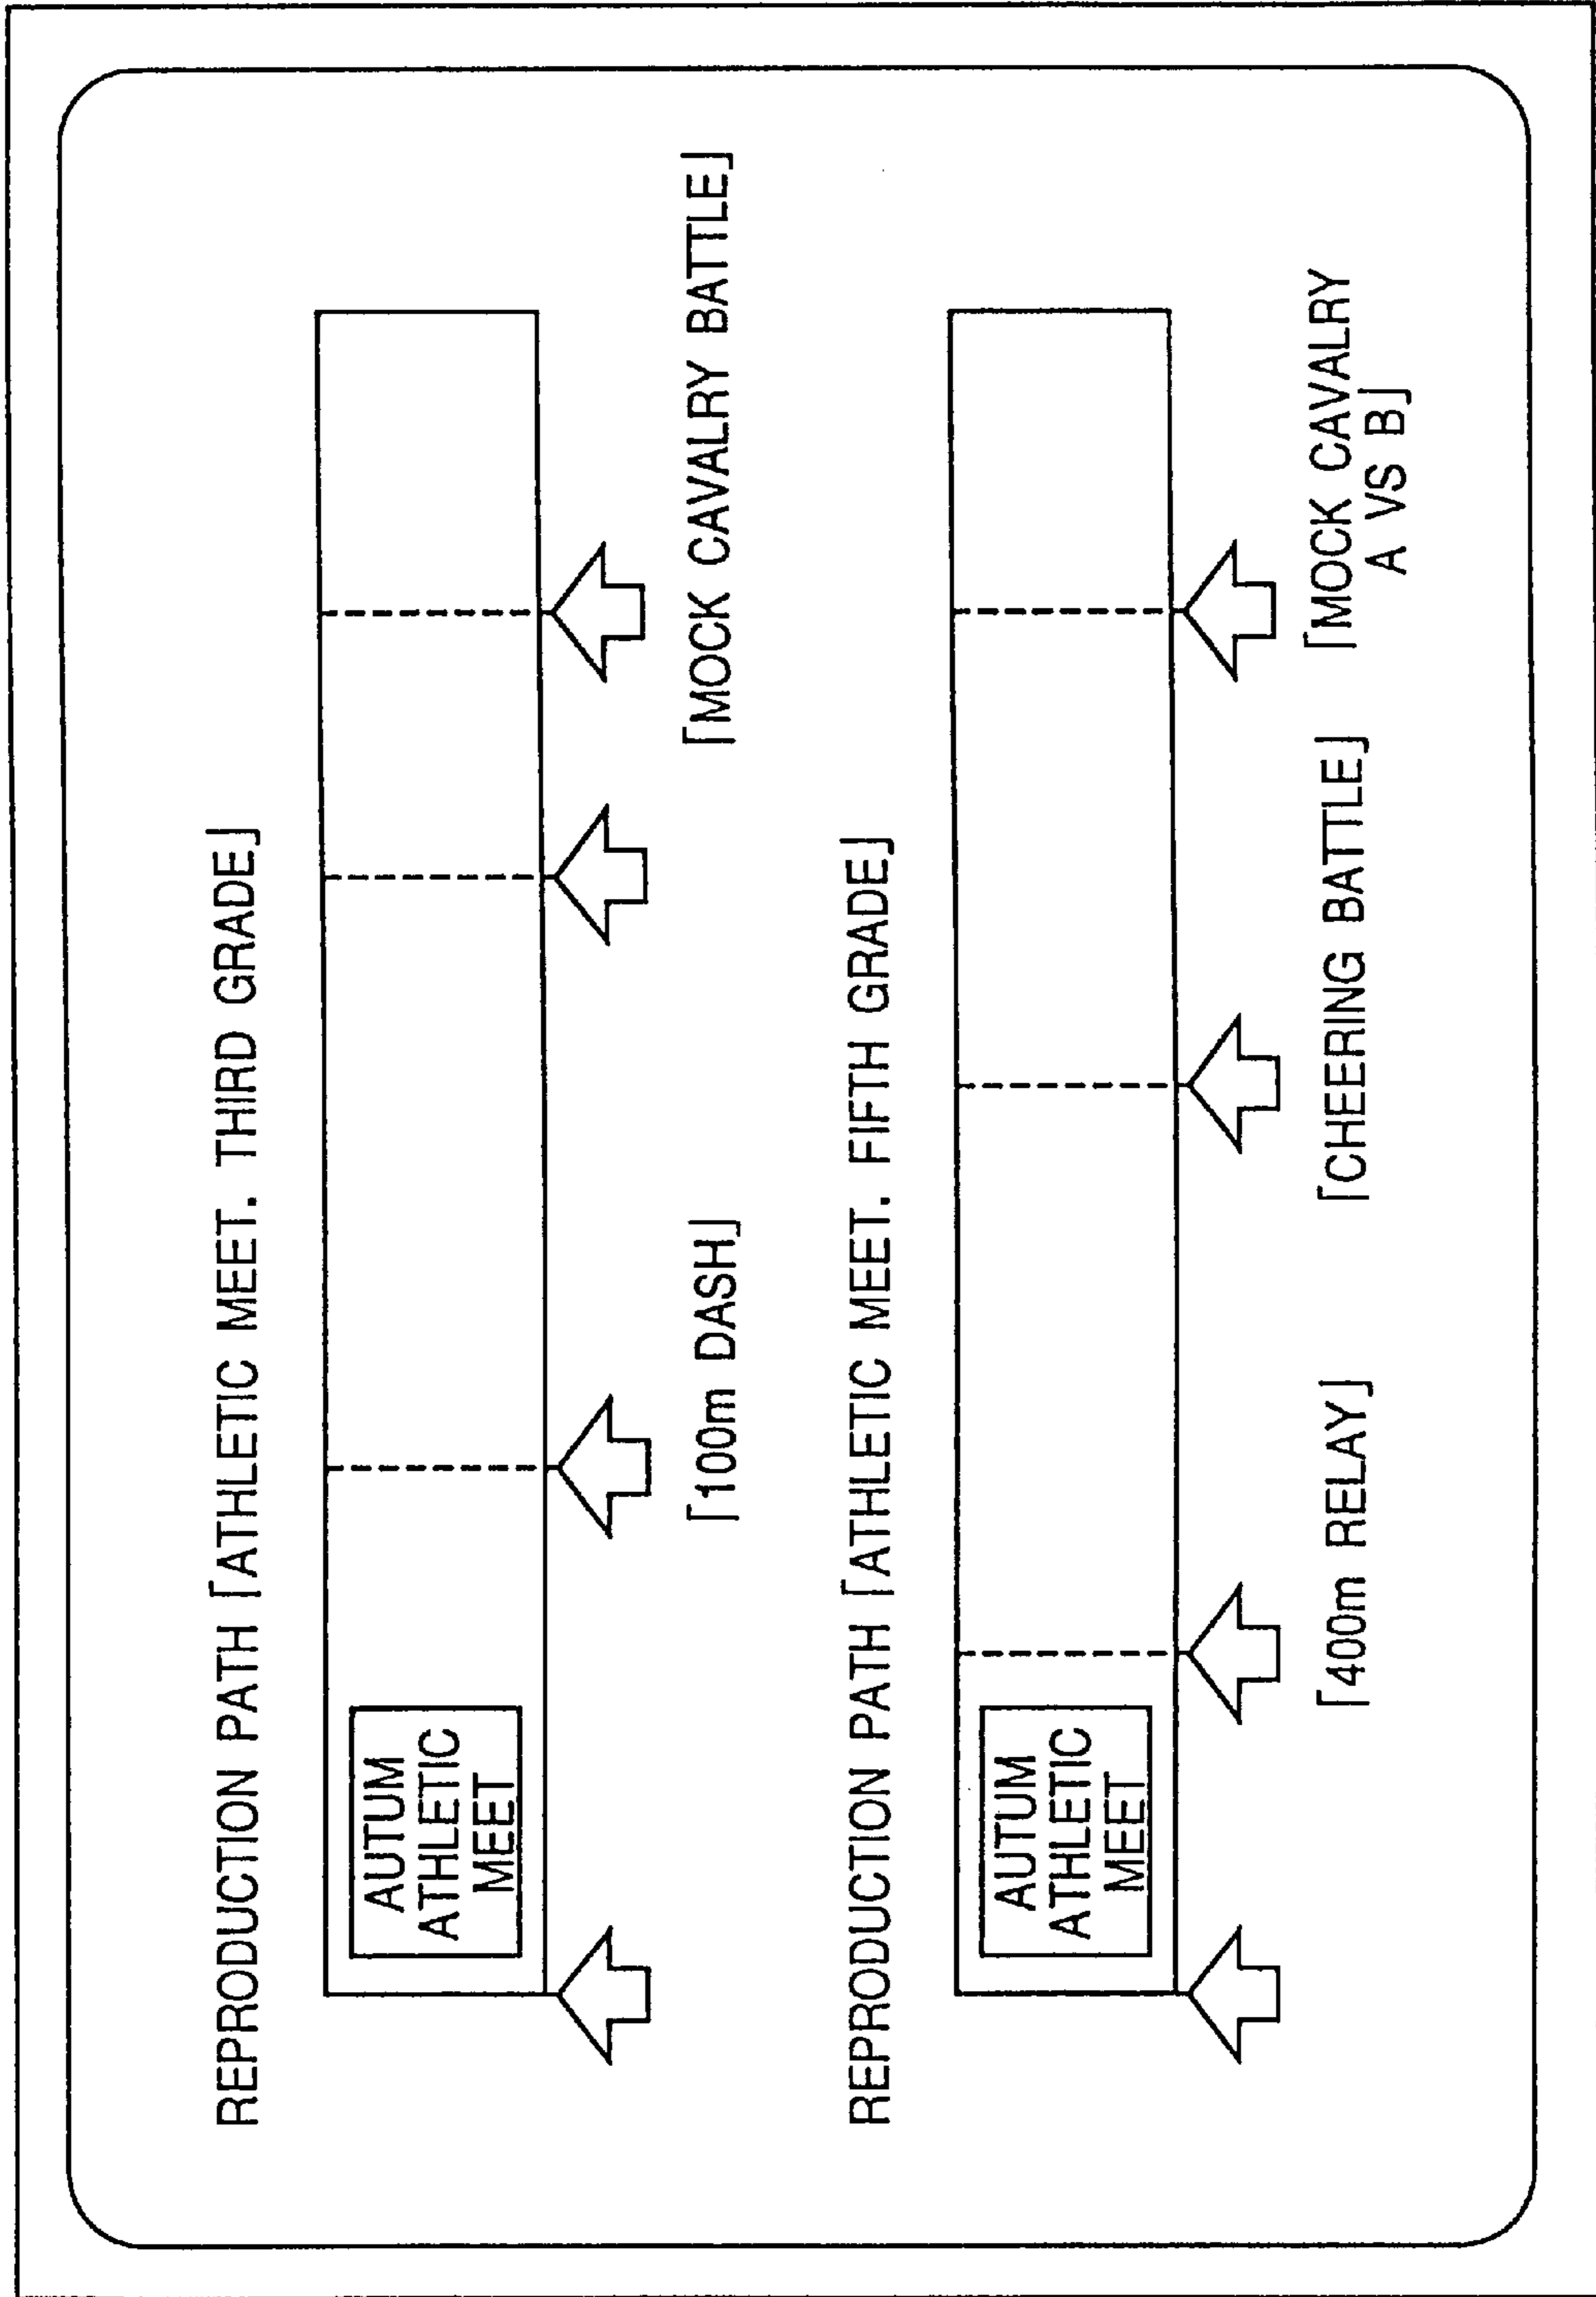 REPRODUCTION PATH ⌈ATHLETIC MEET. THIRD GRADE⌋
AUTUM
ATHLETIC
MEET
⌈100m DASH⌋
⌈MOCK CAVALRY BATTLE⌋
REPRODUCTION PATH ⌈ATHLETIC MEET. FIFTH GRADE⌋
AUTUM
ATHLETIC
MEET
⌈400m RELAY⌋
⌈CHEERING BATTLE⌋
⌈MOCK CAVALRY
A VS B⌋